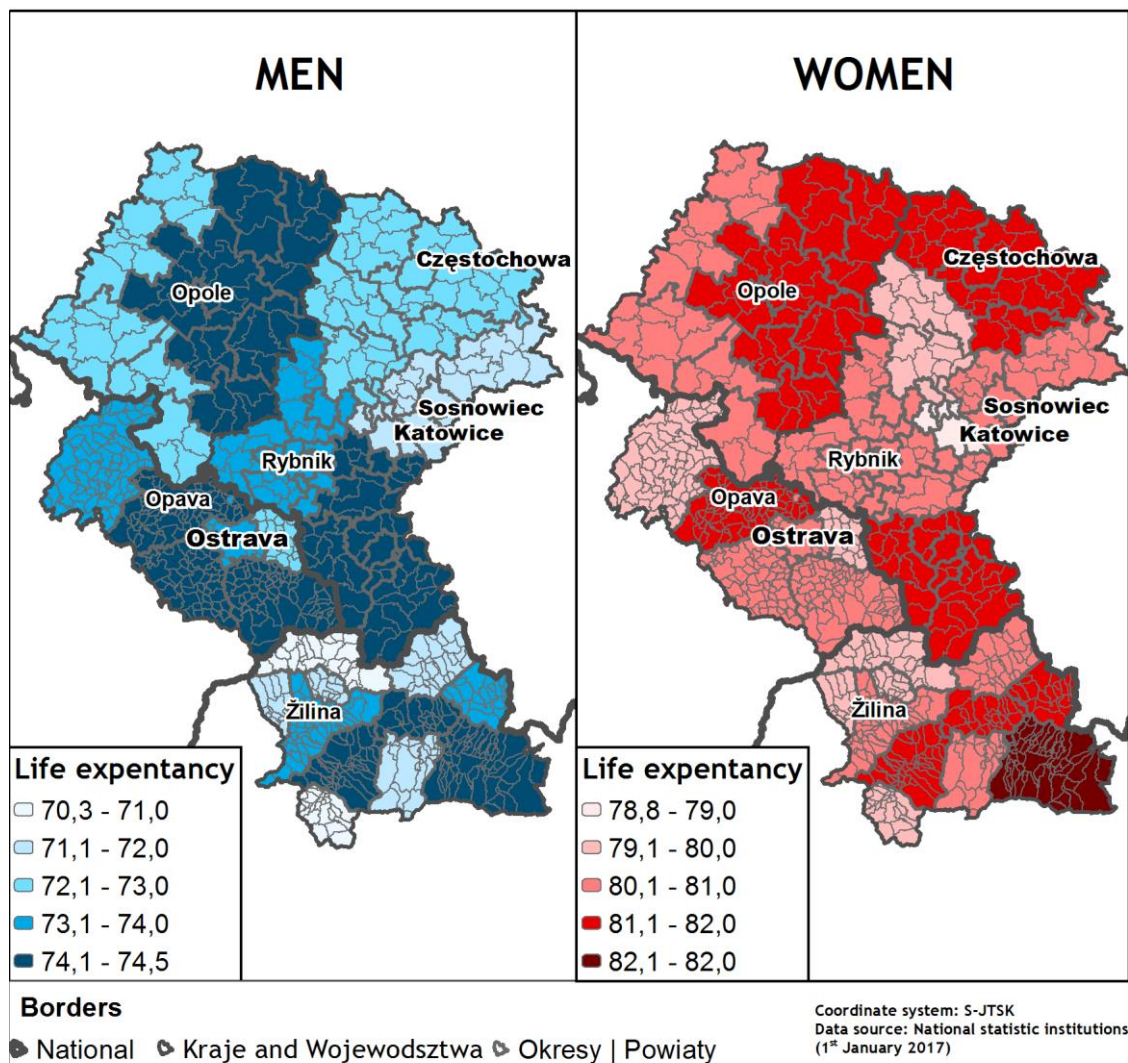 MEN
Częstochowa
Opole
Sosnowiec
Katowice
Rybnik
Opava
Ostrava
Žilina
Life expentancy
70,3 - 71,0
71,1 - 72,0
72,1 - 73,0
73,1 - 74,0
74,1 - 74,5
WOMEN
Częstochowa
Opole
Sosnowiec
Katowice
Rybnik
Opava
Ostrava
Žilina
Life expentancy
78,8 - 79,0
79,1 - 80,0
80,1 - 81,0
81,1 - 82,0
82,1 - 82,0
Borders
National
Kraje and Wojewodsztwa
Okresy | Powiaty
Coordinate system: S-JTSK
Data source: National statistic institutions
(1st January 2017)